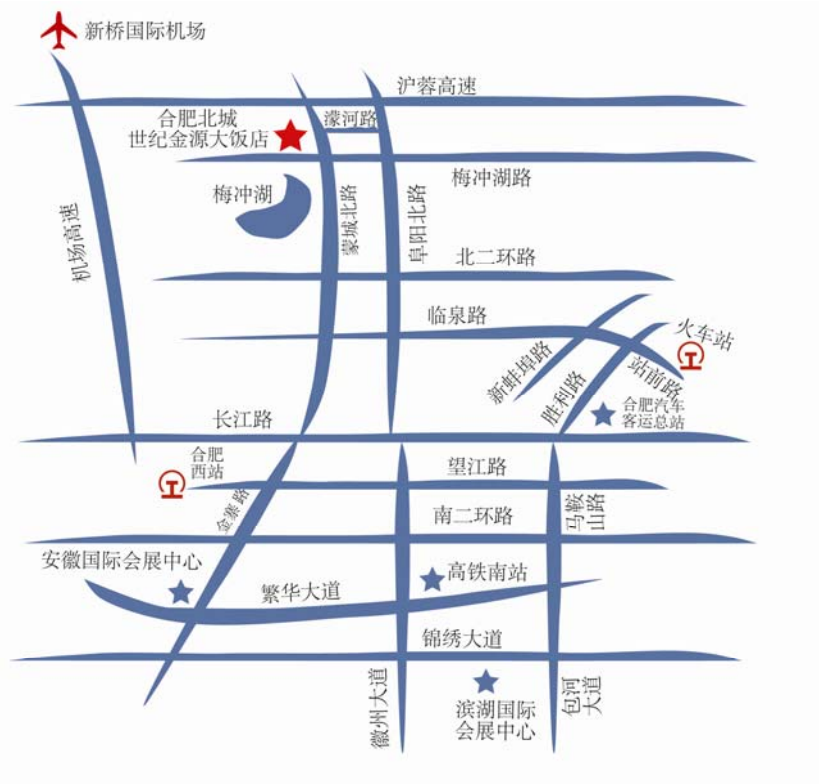 新桥国际机场
沪蓉高速
合肥北城
世纪金源大饭店
濛河路
梅冲湖路
梅冲湖
蒙城北路
阜阳北路
机场高速
北二环路
临泉路
火车站
新蚌埠路
站前路
胜利路
合肥汽车
客运总站
长江路
合肥
西站
望江路
金寨路
马鞍
山路
南二环路
安徽国际会展中心
高铁南站
繁华大道
锦绣大道
徽州大道
滨湖国际
会展中心
包河
大道